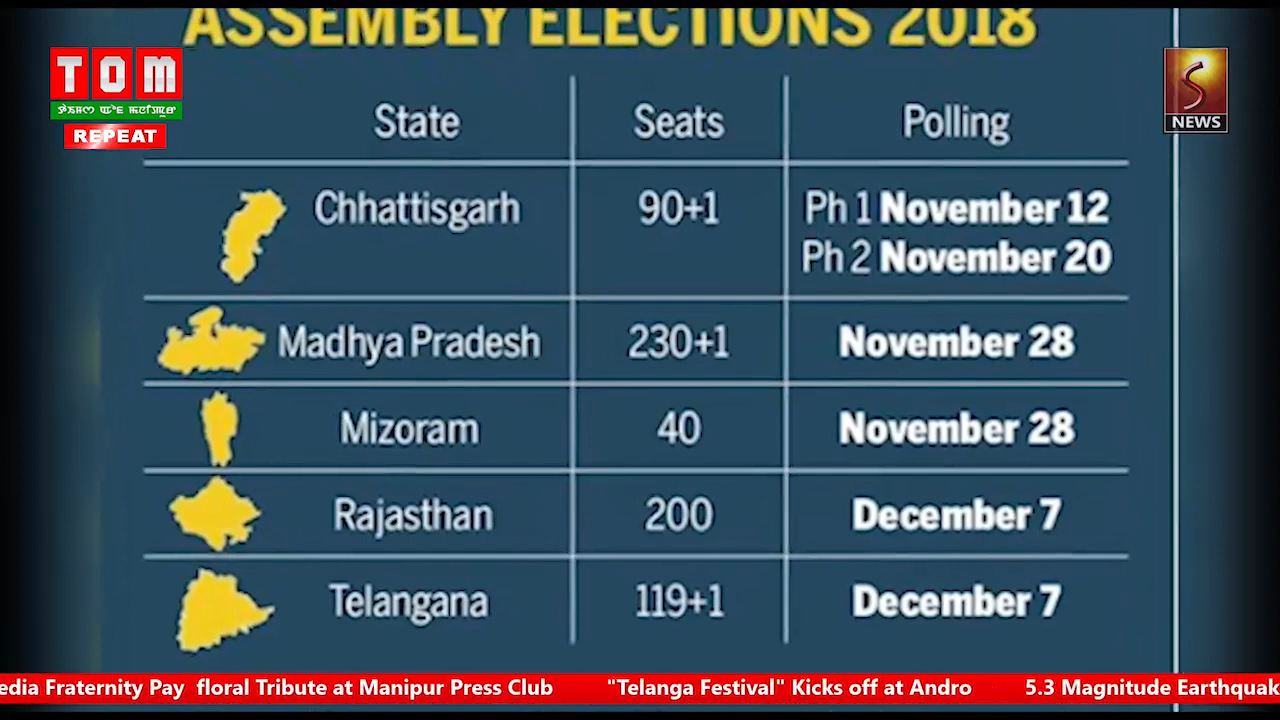 ASSEMBLY ELECTIONS 2018
TOM
REPEAT
S
NEWS
State Seats Polling
Chhattisgarh 90+1 Ph 1 November 12
Ph 2 November 20
Madhya Pradesh 230+1 November 28
Mizoram 40 November 28
Rajasthan 200 December 7
Telangana 119+1 December 7
edia Fraternity Pay floral Tribute at Manipur Press Club "Telanga Festival" Kicks off at Andro 5.3 Magnitude Earthquak